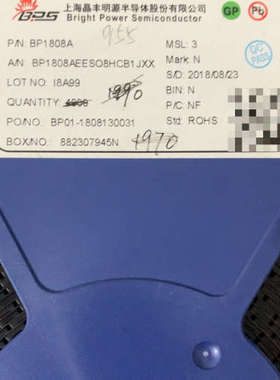 BPS
上海晶丰明源半导体股份有限公司
Bright Power Semiconductor
GP
Pb
955
P/N: BP1808A
MSL: 3
A/N: BP1808AEESO8HCB1JXX
Mark: N
S/D: 2018/08/23
LOT NO: I8A99
BIN: N
QUANTITY: 4000
1990
P/C: NF
PO/NO.: BP01-1808130031
Std: ROHS
BOX/NO.: 882307945N
1970